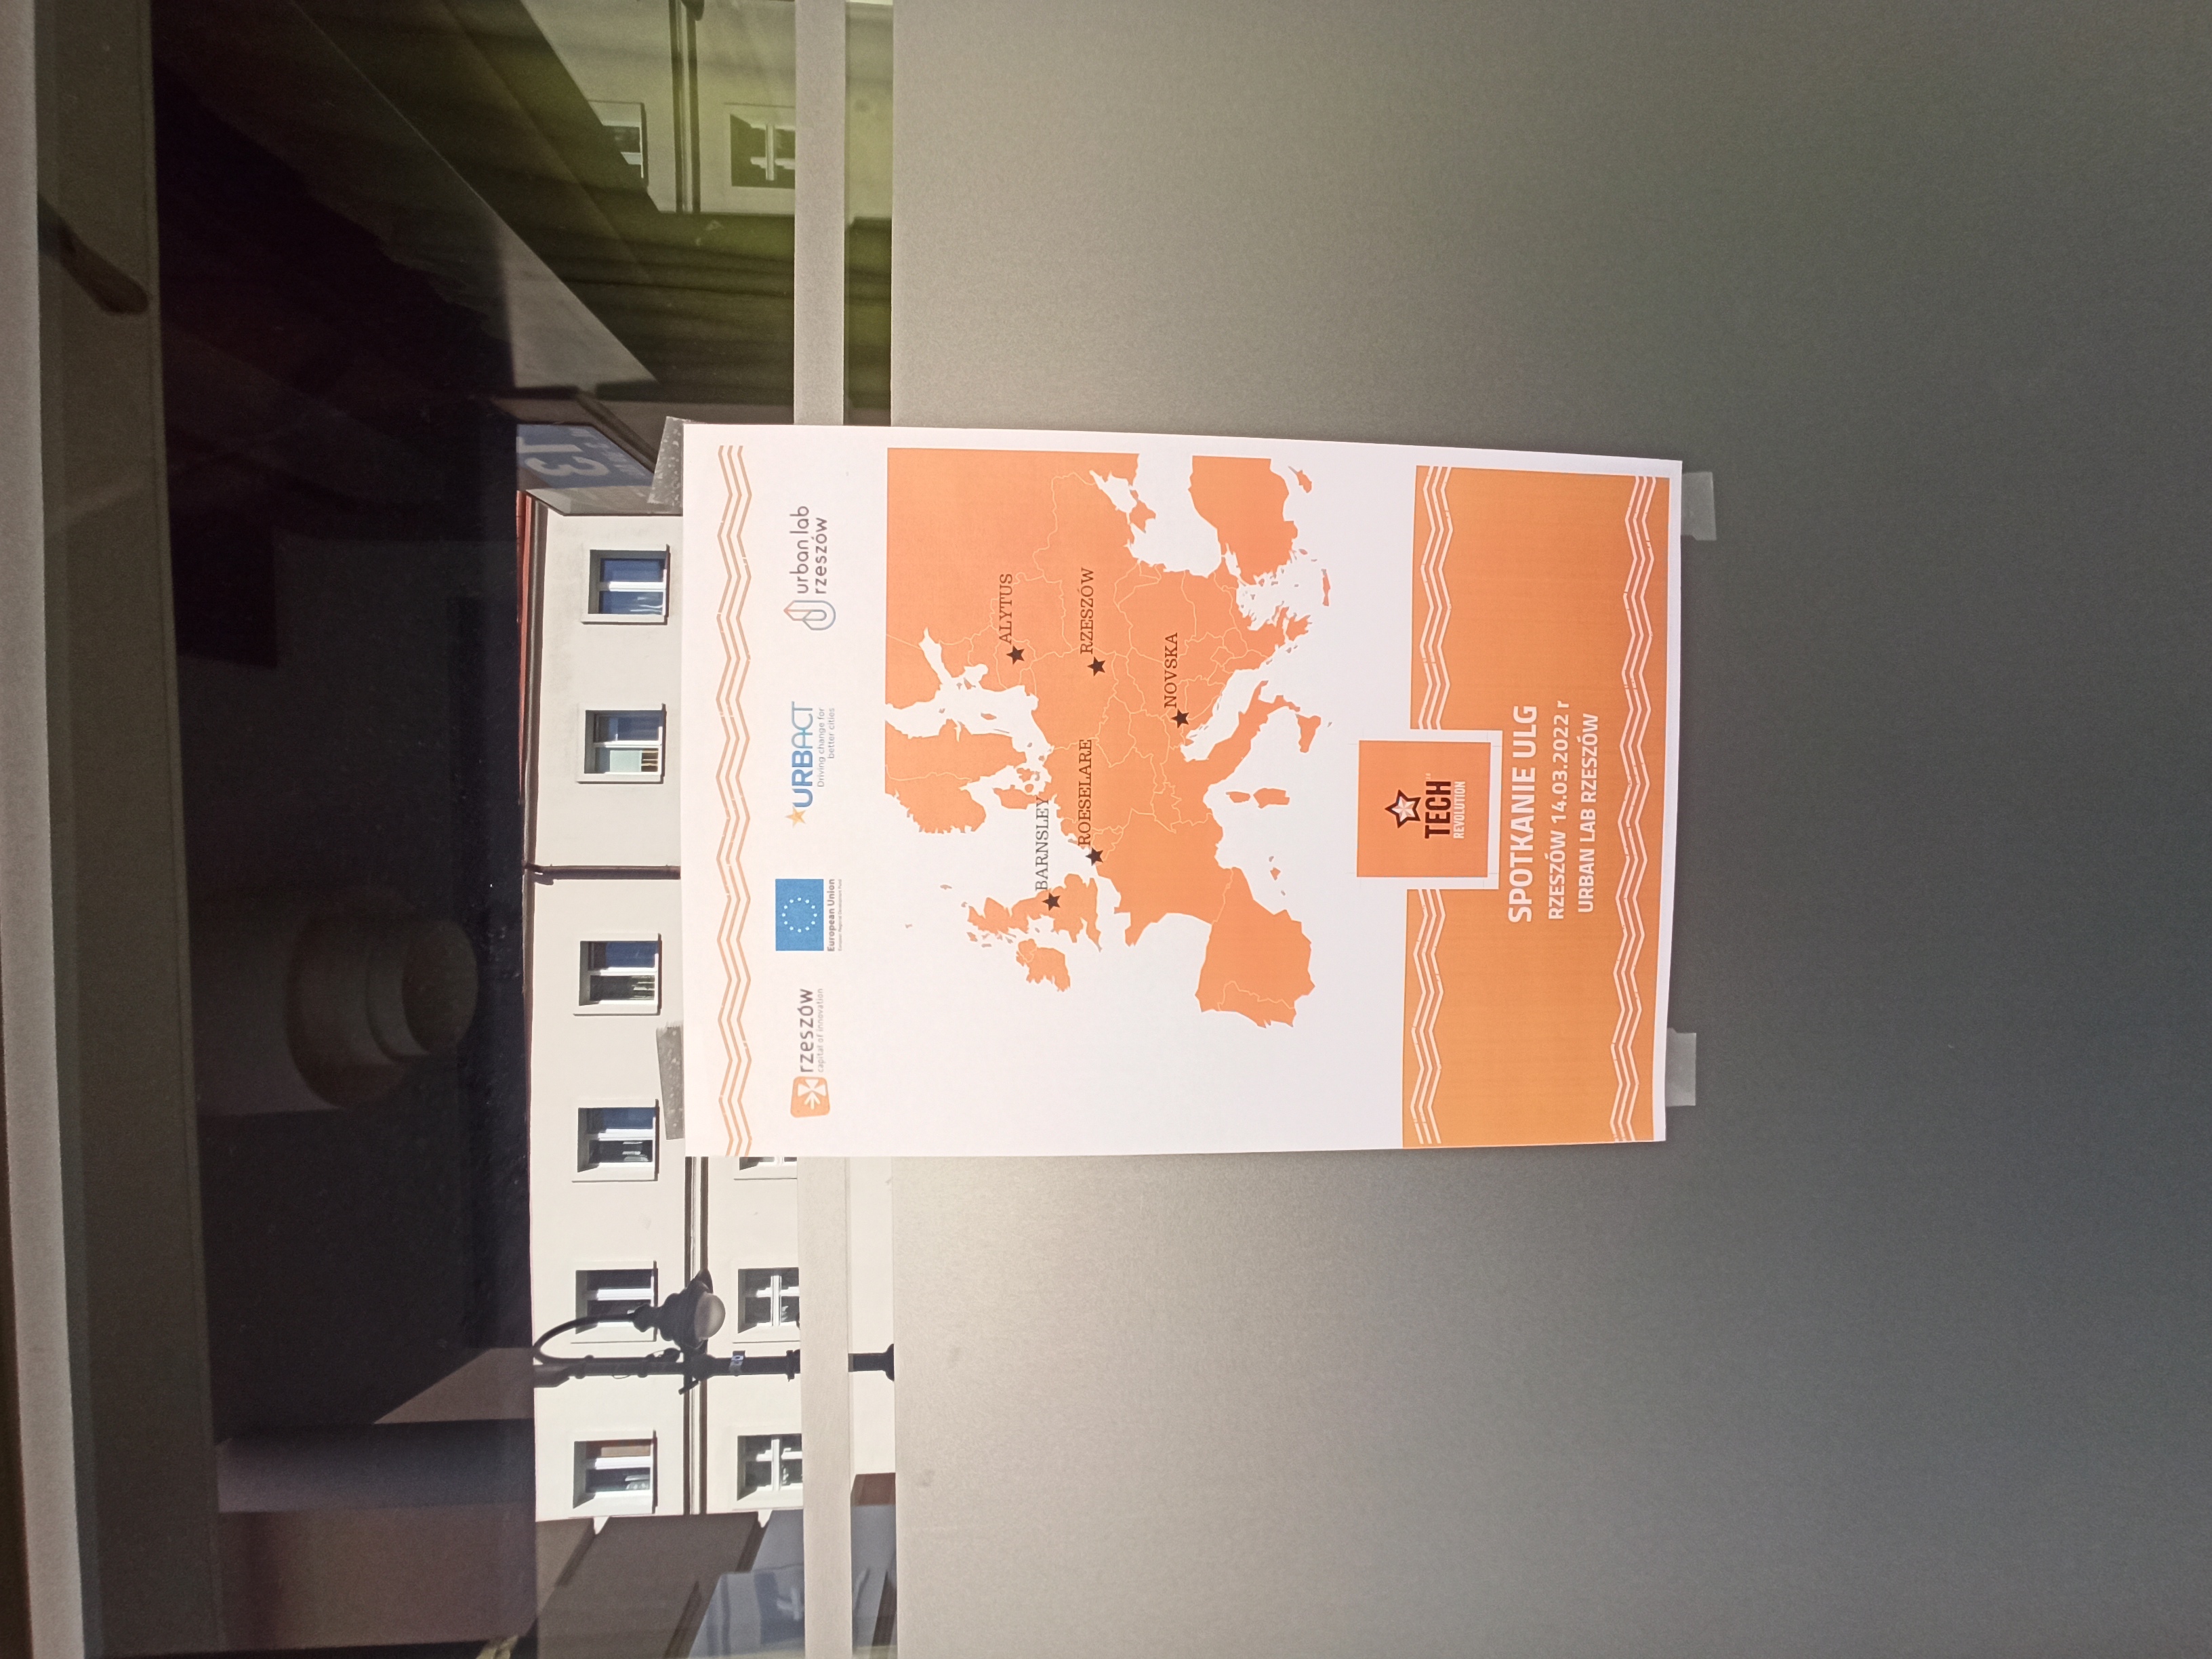 rzeszów
capital of innovation
European Union
European Regional Development Fund
URBACT
Driving change for
better cities
urban lab
rzeszów
ALYTUS
BARNSLEY
ROESELARE
RZESZÓW
NOVSKA
TECH
REVOLUTION
SPOTKANIE ULG
RZESZÓW 14.03.2022 r
URBAN LAB RZESZÓW